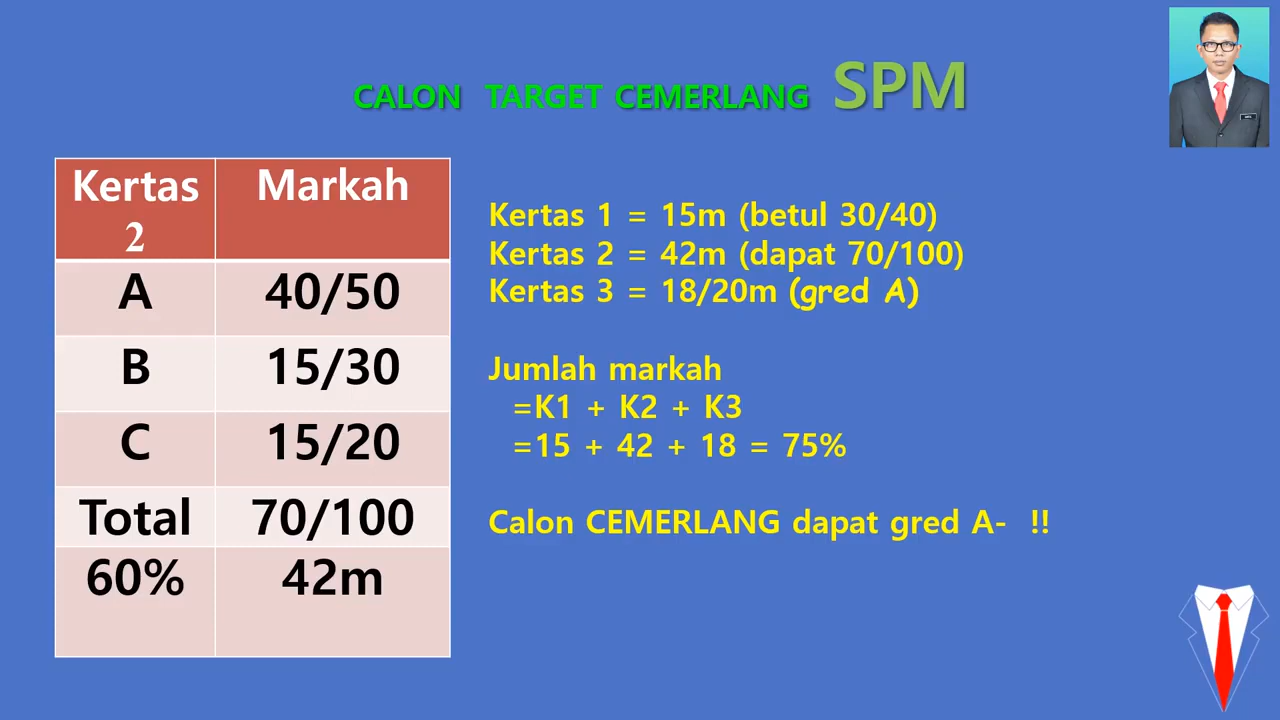 CALON TARGET CEMERLANG SPM
Kertas 2 Markah
A 40/50
B 15/30
C 15/20
Total 70/100
60% 42m
Kertas 1 = 15m (betul 30/40)
Kertas 2 = 42m (dapat 70/100)
Kertas 3 = 18/20m (gred A)
Jumlah markah
=K1 + K2 + K3
=15 + 42 + 18 = 75%
Calon CEMERLANG dapat gred A- !!